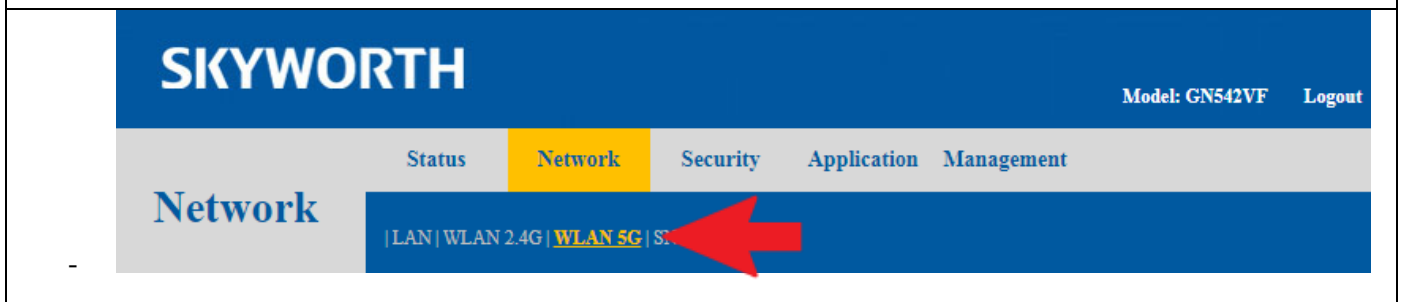 SKYWORTH
Model: GN542VF Logout
Status Network Security Application Management
Network
| LAN | WLAN 2.4G | WLAN 5G |
-